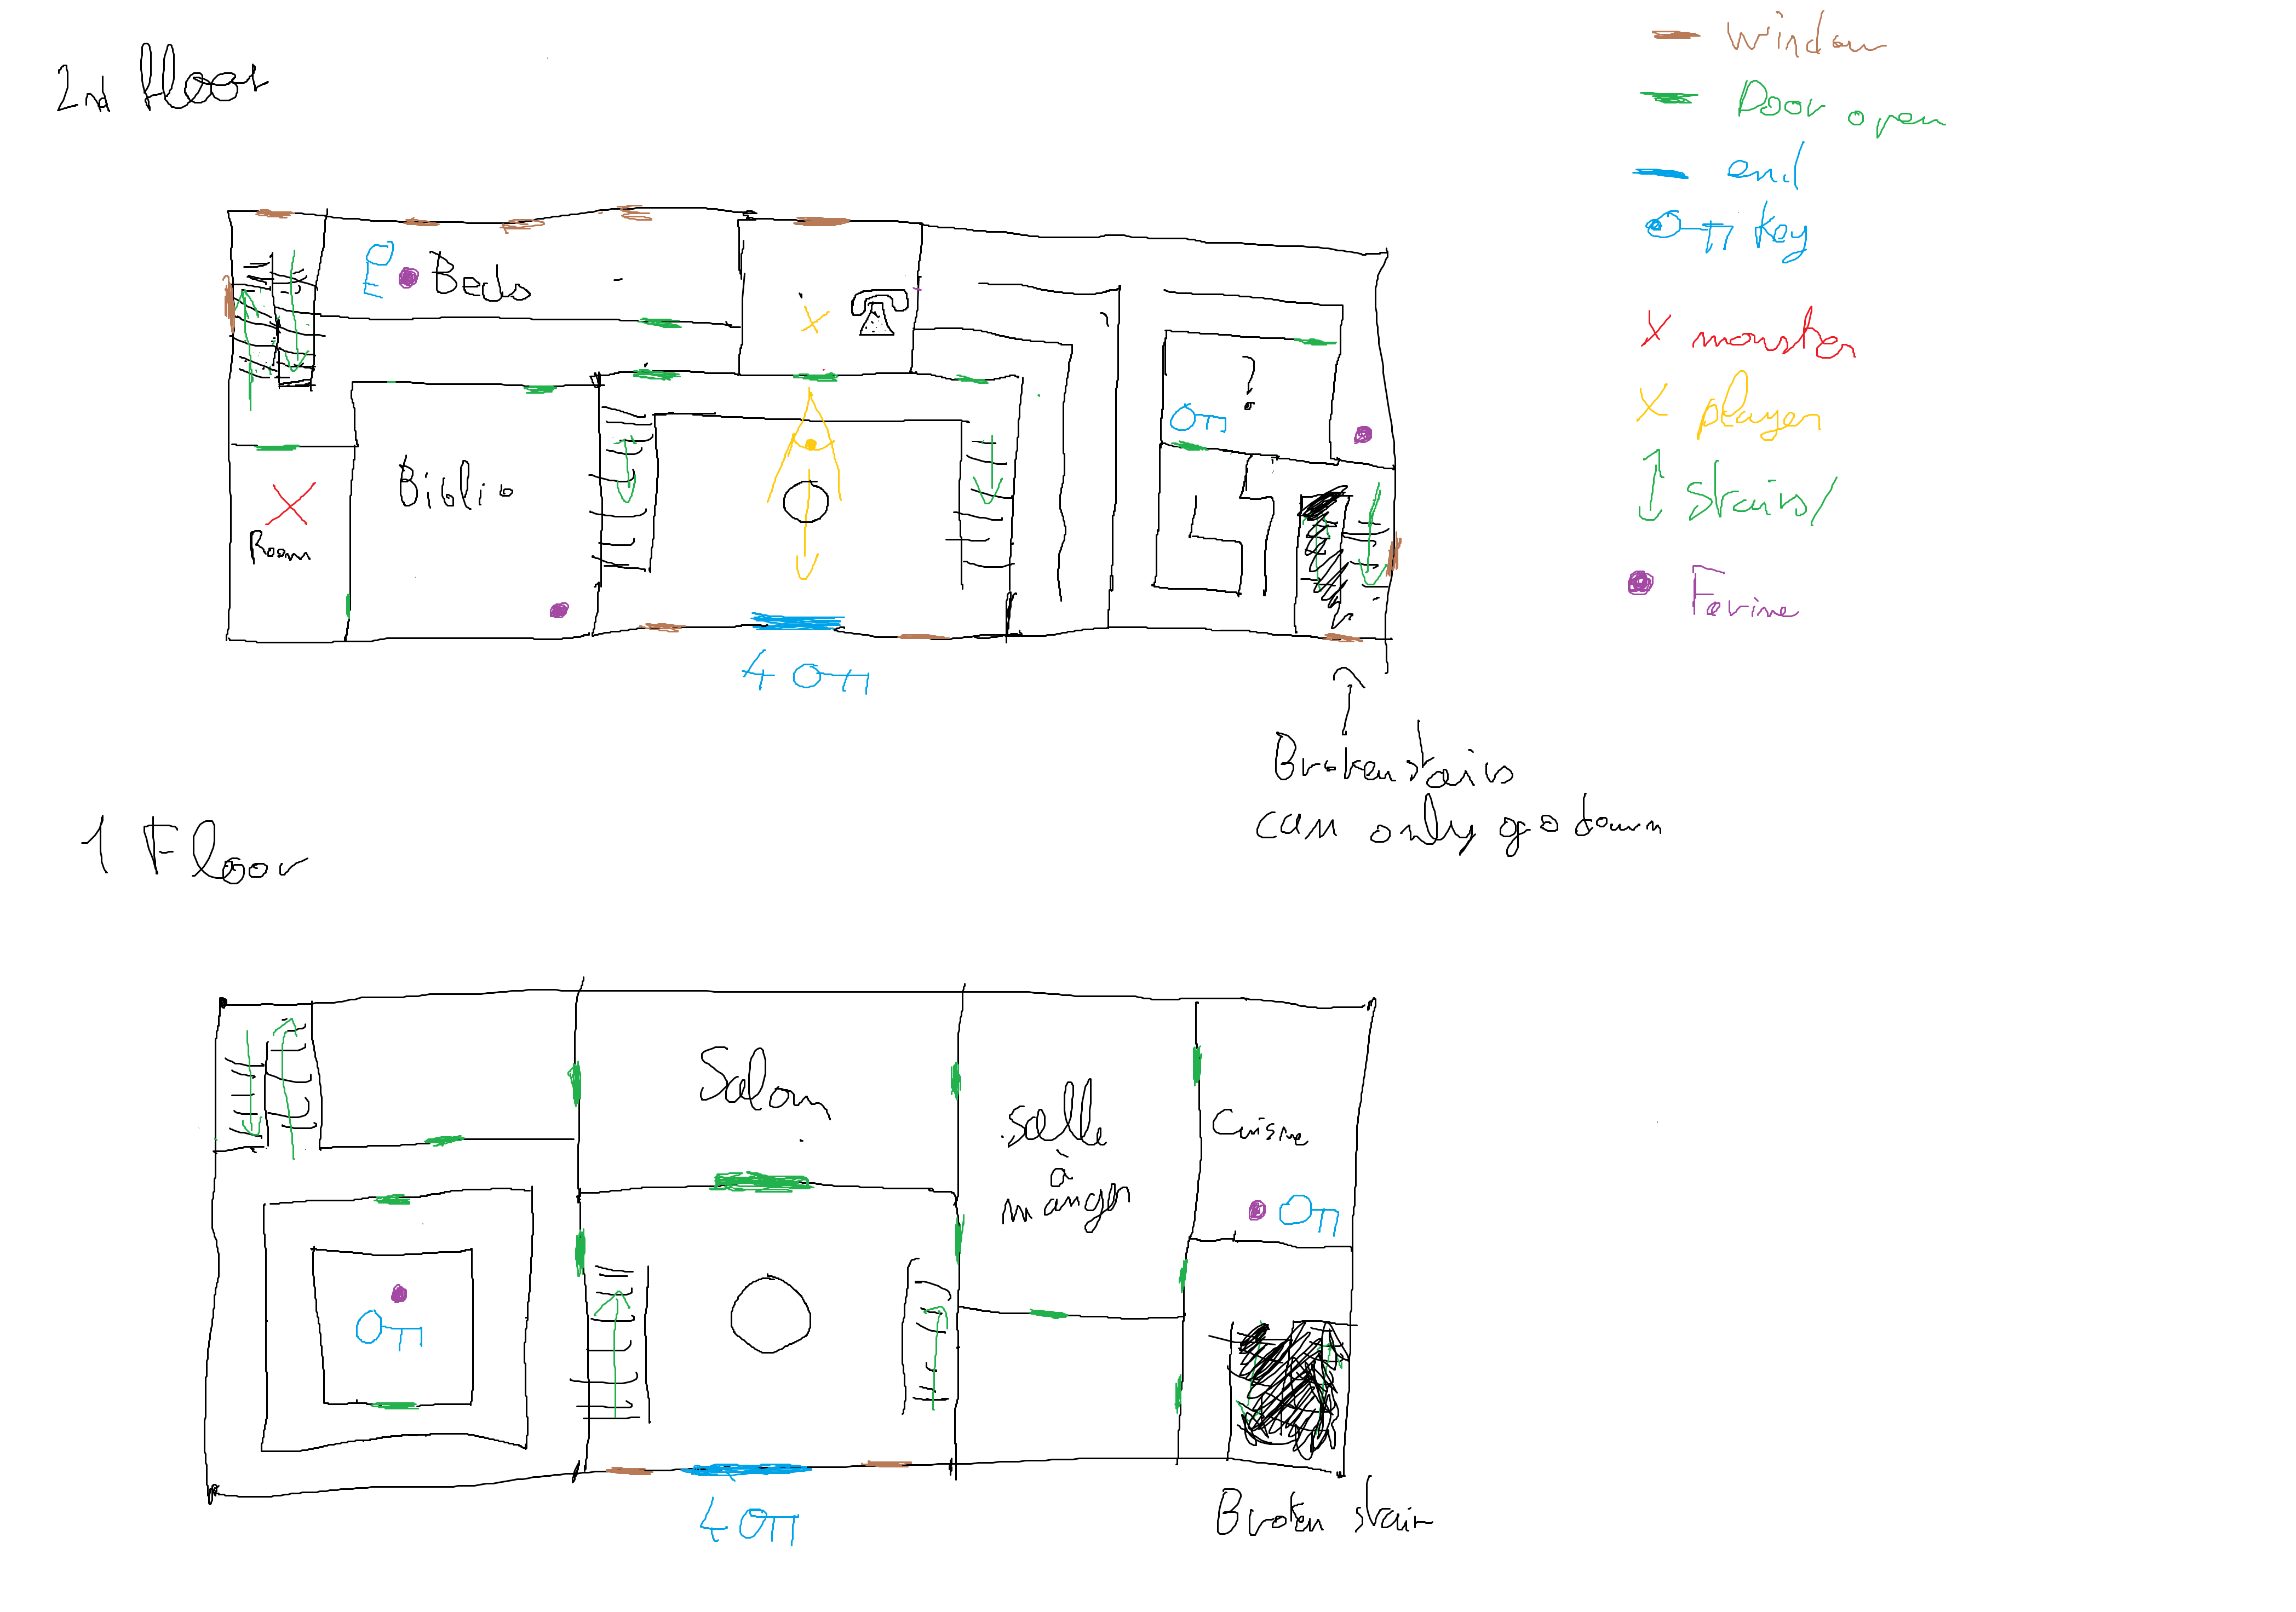 2nd floor
window
Door open
end
key
monster
player
stairs/
Farine
Beds
?
Biblio
Room
4
Broken stairs
can only go down
1 Floor
Salon
salle
à
manger
Cuisine
4
Broken stair